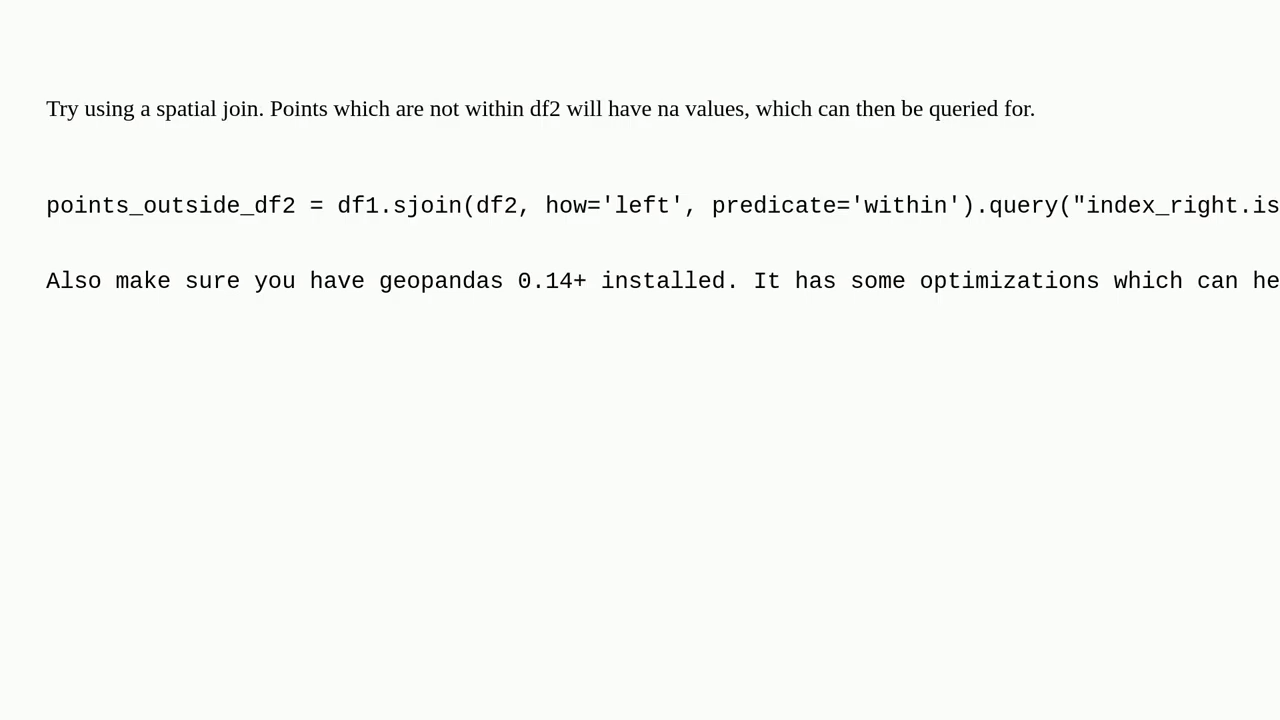 Try using a spatial join. Points which are not within df2 will have na values, which can then be queried for.
points_outside_df2 = df1.sjoin(df2, how='left', predicate='within').query("index_right.is
Also make sure you have geopandas 0.14+ installed. It has some optimizations which can he